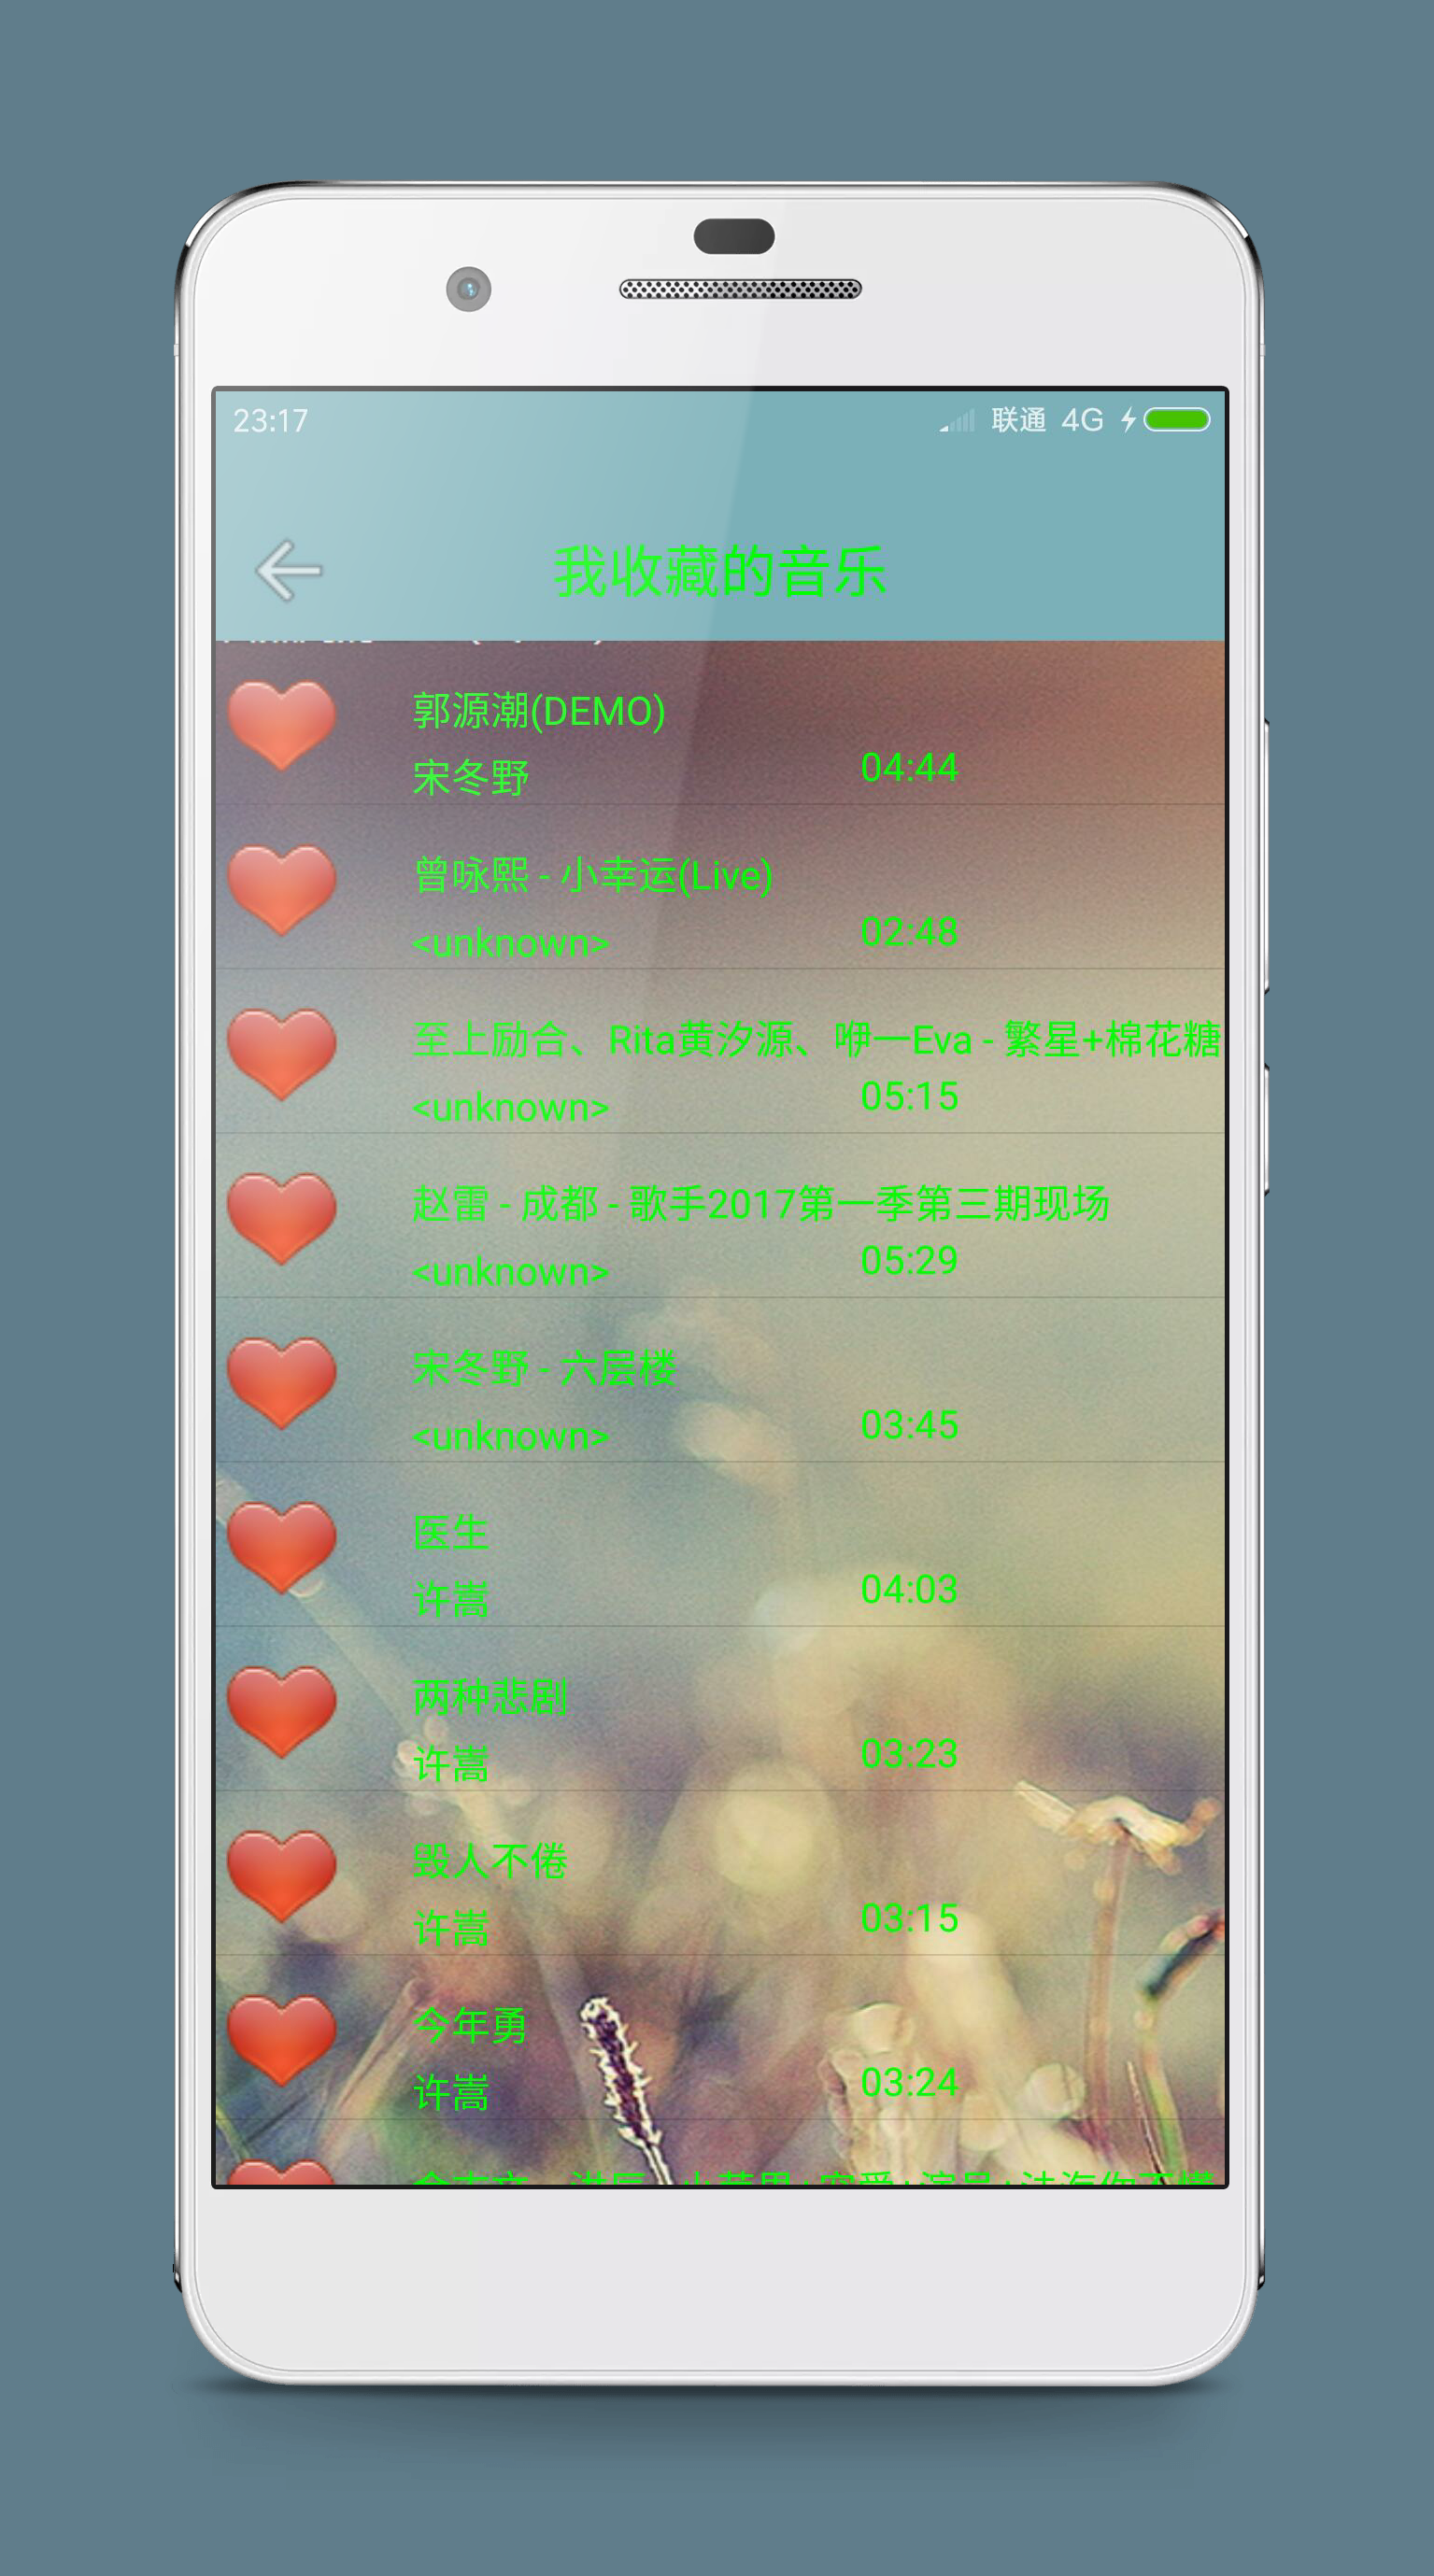 23:17 联通 4G
我收藏的音乐
郭源潮(DEMO)
宋冬野 04:44
曾咏熙 - 小幸运(Live)
<unknown> 02:48
至上励合、Rita黄汐源、咿一Eva - 繁星+棉花糖
<unknown> 05:15
赵雷 - 成都 - 歌手2017第一季第三期现场
<unknown> 05:29
宋冬野 - 六层楼
<unknown> 03:45
医生
许嵩 04:03
两种悲剧
许嵩 03:23
毁人不倦
许嵩 03:15
今年勇
许嵩 03:24